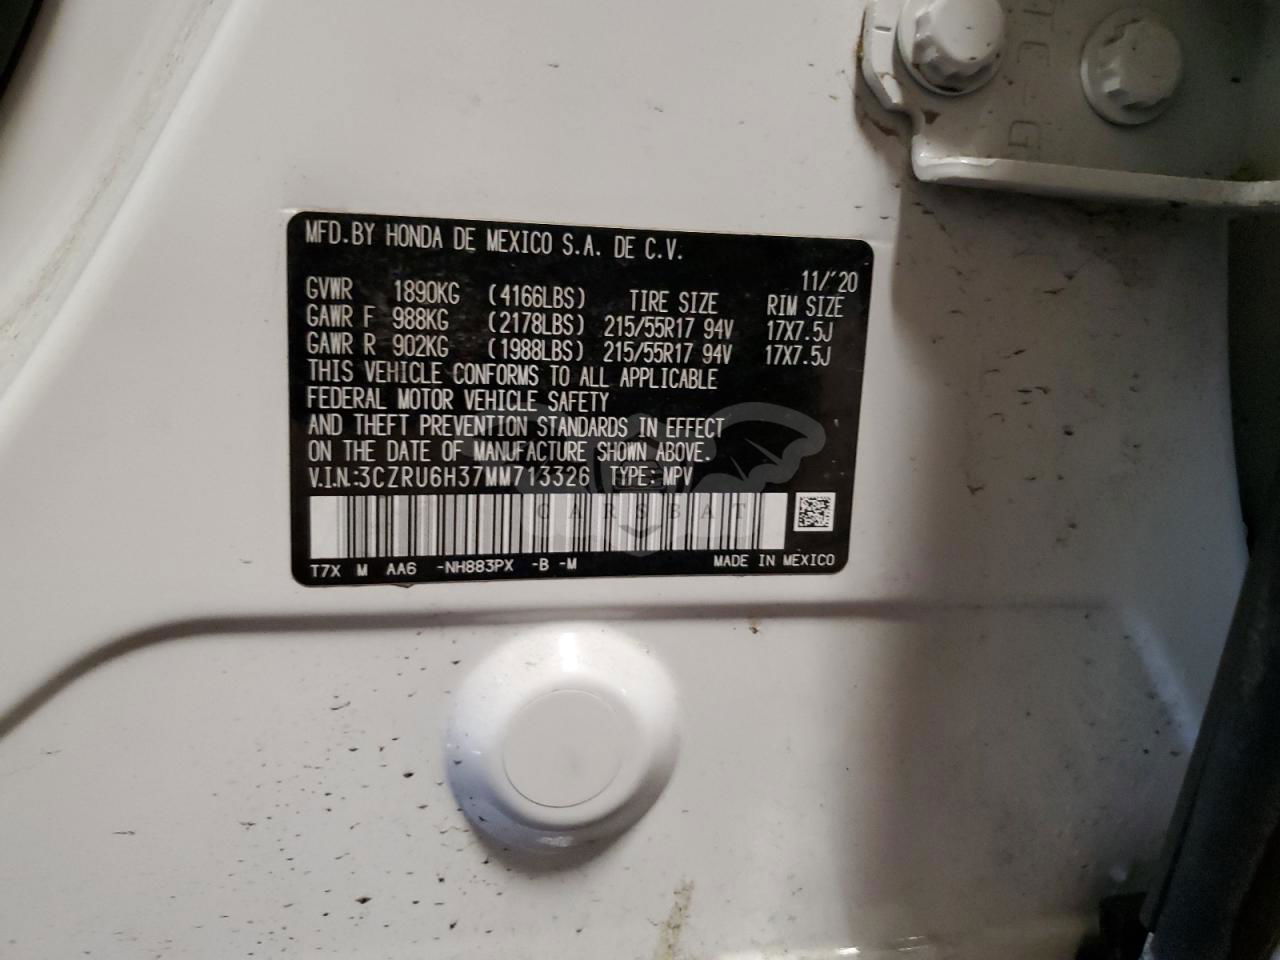 MFD.BY HONDA DE MEXICO S.A. DE C.V.
11/'20
GVWR 1890KG (4166LBS) TIRE SIZE RIM SIZE
GAWR F 988KG (2178LBS) 215/55R17 94V 17X7.5J
GAWR R 902KG (1988LBS) 215/55R17 94V 17X7.5J
THIS VEHICLE CONFORMS TO ALL APPLICABLE
FEDERAL MOTOR VEHICLE SAFETY
AND THEFT PREVENTION STANDARDS IN EFFECT
ON THE DATE OF MANUFACTURE SHOWN ABOVE.
V.I.N:3CZRU6H37MM713326 TYPE:MPV
CARSBAT
T7X M AA6 -NH883PX -B -M MADE IN MEXICO